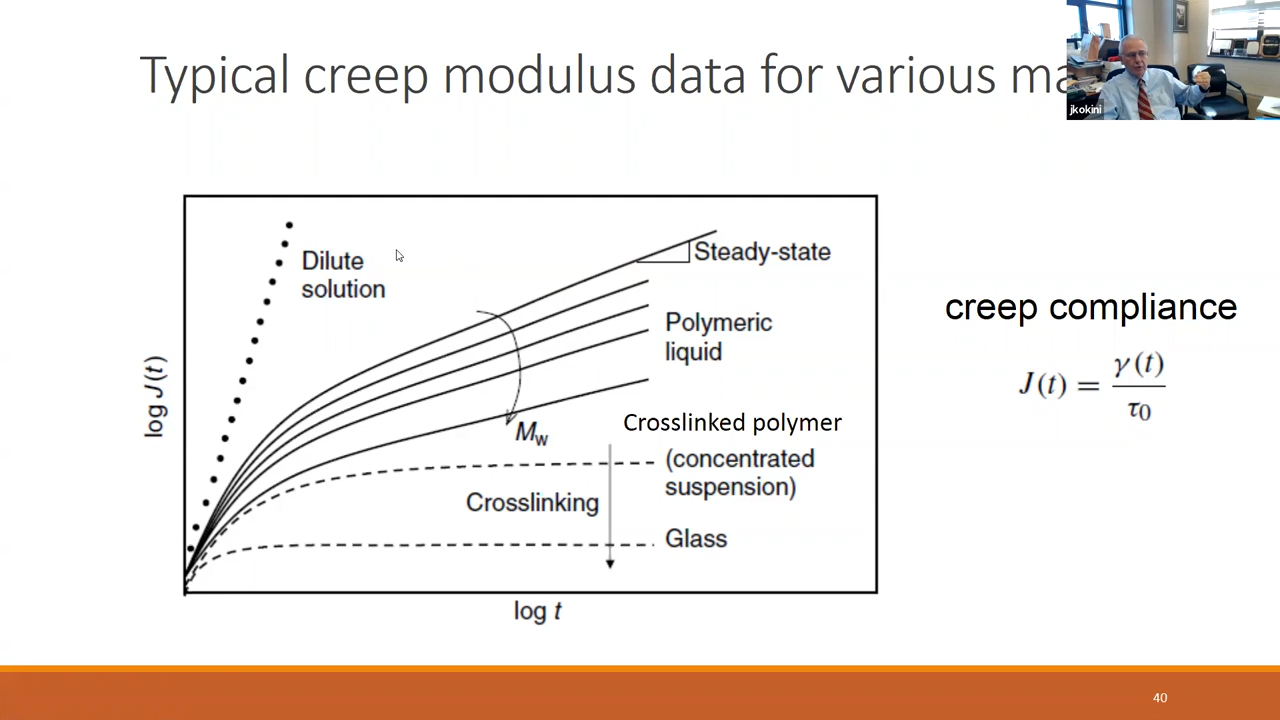 Typical creep modulus data for various ma
jkokini
Dilute
solution
Steady-state
Polymeric
liquid
creep compliance
J(t) = γ(t)/τ0
log J(t)
Mw
Crosslinked polymer
(concentrated
suspension)
Crosslinking
Glass
log t
40